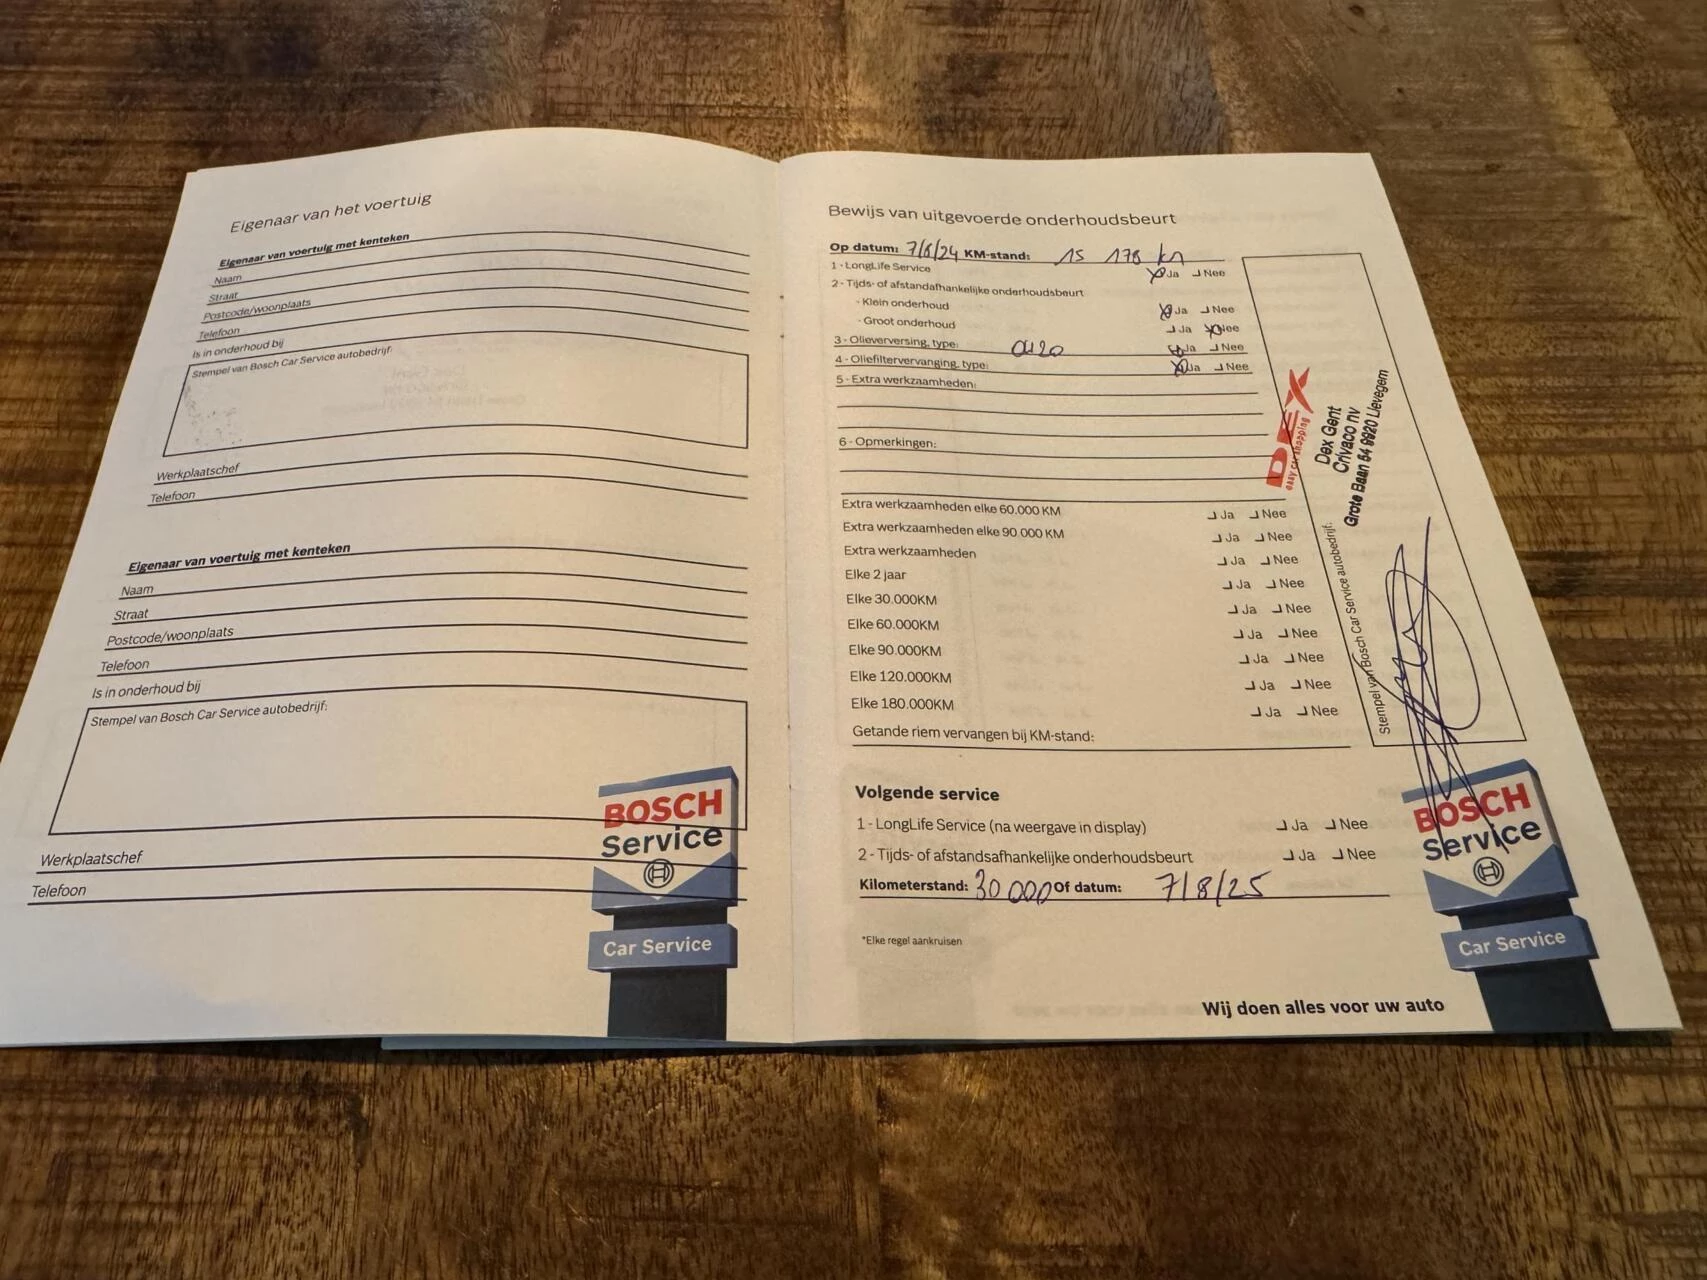 Eigenaar van het voertuig
Eigenaar van voertuig met kenteken
Naam
Straat
Postcode/woonplaats
Telefoon
Is in onderhoud bij
Stempel van Bosch Car Service autobedrijf:
Werkplaatschef
Telefoon
Eigenaar van voertuig met kenteken
Naam
Straat
Postcode/woonplaats
Telefoon
Is in onderhoud bij
Stempel van Bosch Car Service autobedrijf:
Werkplaatschef
Telefoon
BOSCH
Service
Car Service
Bewijs van uitgevoerde onderhoudsbeurt
Op datum: 7/8/24 KM-stand: 15 178 km
1 - LongLife Service Ja Nee
2 - Tijds- of afstandafhankelijke onderhoudsbeurt
- Klein onderhoud Ja Nee
- Groot onderhoud Ja Nee
3 - Olieverversing, type: 0W20 Ja Nee
4 - Oliefiltervervanging, type: Ja Nee
5 - Extra werkzaamheden:
6 - Opmerkingen:
Extra werkzaamheden elke 60.000 KM Ja Nee
Extra werkzaamheden elke 90.000 KM Ja Nee
Extra werkzaamheden Ja Nee
Elke 2 jaar Ja Nee
Elke 30.000KM Ja Nee
Elke 60.000KM Ja Nee
Elke 90.000KM Ja Nee
Elke 120.000KM Ja Nee
Elke 180.000KM Ja Nee
Getande riem vervangen bij KM-stand:
Stempel van Bosch Car Service autobedrijf:
DEX
easy car shopping
Dex Gent
Crivaco nv
Grote Baan 64 9920 Lievegem
Volgende service
1 - LongLife Service (na weergave in display) Ja Nee
2 - Tijds- of afstandsafhankelijke onderhoudsbeurt Ja Nee
Kilometerstand: 30 000 Of datum: 7/8/25
*Elke regel aankruisen
BOSCH
Service
Car Service
Wij doen alles voor uw auto